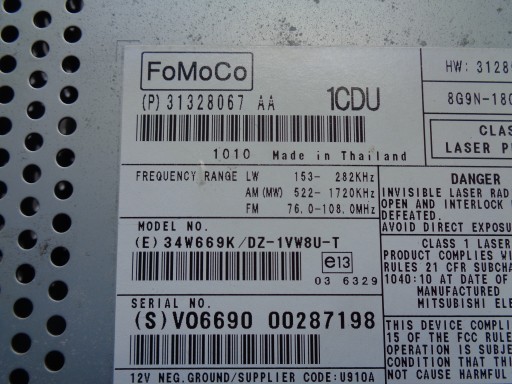 FoMoCo
(P) 31328067 AA 1CDU
1010 Made in Thailand
FREQUENCY RANGE LW 153- 282KHz
AM (MW) 522- 1720KHz
FM 76.0-108.0MHz
MODEL NO.
(E) 34W669K/DZ-1VW8U-T
e13
03 6329
SERIAL NO.
(S) V06690 00287198
12V NEG.GROUND/SUPPLIER CODE:U910A
HW: 3128
8G9N-18C
CLAS
LASER P
DANGER
INVISIBLE LASER RAD
OPEN AND INTERLOCK
DEFEATED.
AVOID DIRECT EXPOSU
CLASS 1 LASER
PRODUCT COMPLIES WI
RULES 21 CFR SUBCHA
1040:10 AT DATE OF
MANUFACTURED
MITSUBISHI ELE
THIS DEVICE COMPLI
15 OF THE FCC RULE
OPERATION IS SUBJE
CONDITION THAT THI
NOT CAUSE HARMFUL